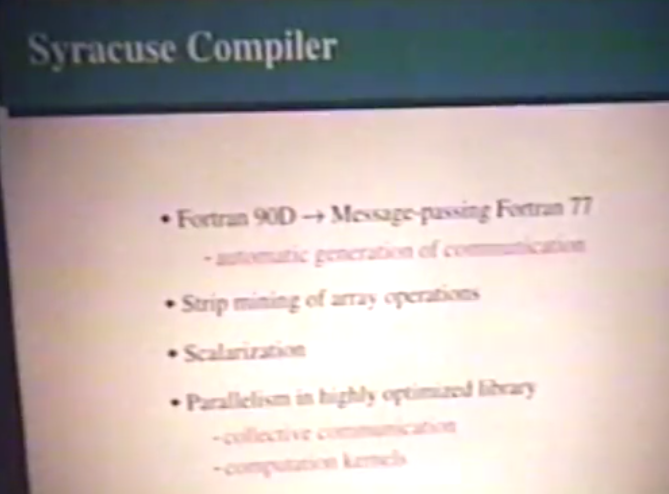 Syracuse Compiler
• Fortran 90D → Message-passing Fortran 77
- automatic generation of communication
• Strip mining of array operations
• Scalarization
• Parallelism in highly optimized library
- collective communication
- computation kernels